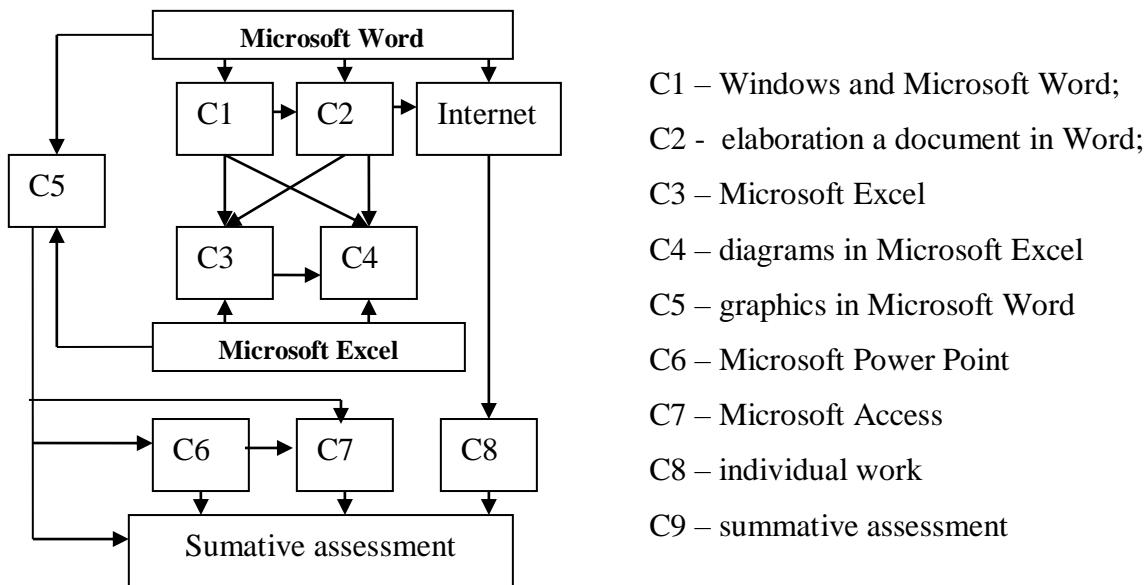 Microsoft Word
C1
C2
Internet
C5
C3
C4
Microsoft Excel
C6
C7
C8
Sumative assessment
C1 – Windows and Microsoft Word;
C2 -  elaboration a document in Word;
C3 – Microsoft Excel
C4 – diagrams in Microsoft Excel
C5 – graphics in Microsoft Word
C6 – Microsoft Power Point
C7 – Microsoft Access
C8 – individual work
C9 – summative assessment